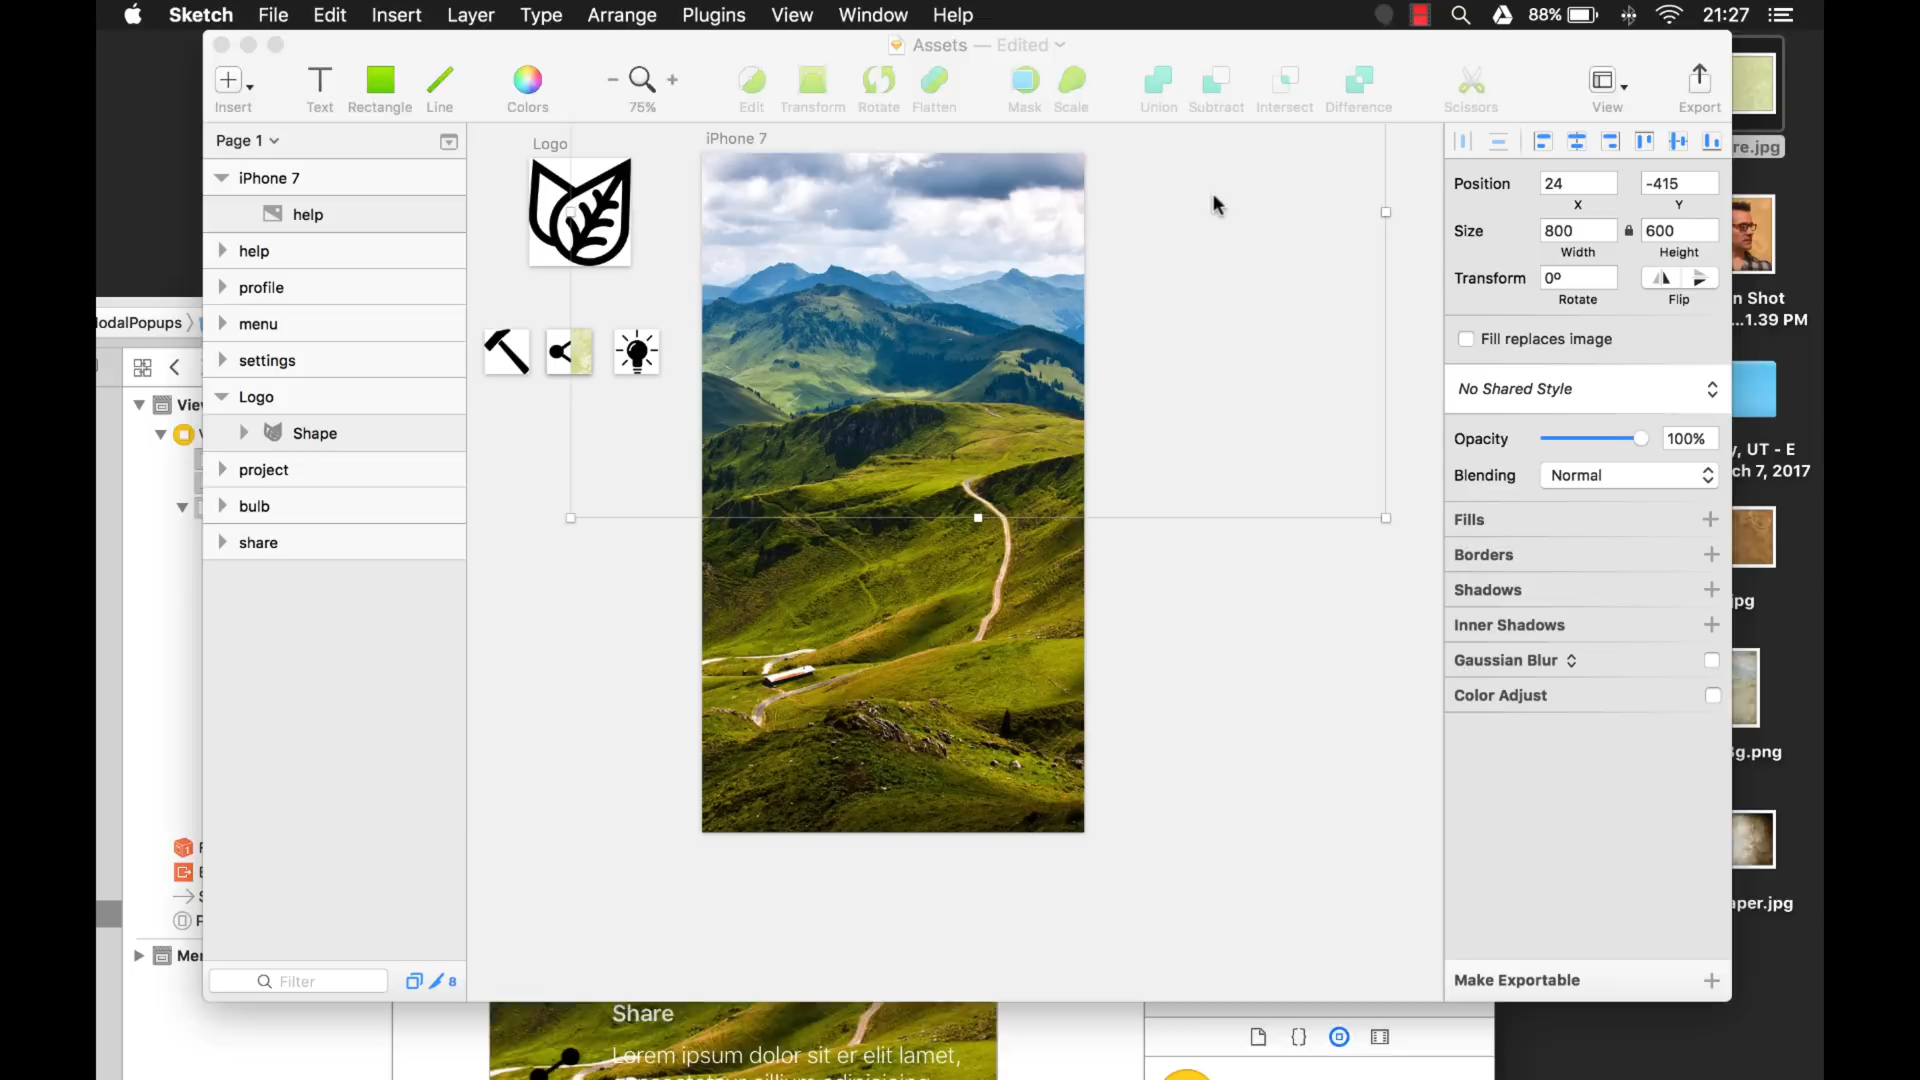 Sketch File Edit Insert Layer Type Arrange Plugins View Window Help 88% 21:27
Assets — Edited
Insert Text Rectangle Line Colors 75% Edit Transform Rotate Flatten Mask Scale Union Subtract Intersect Difference Scissors View Export
Page 1
iPhone 7
help
help
profile
menu
settings
Logo
Shape
project
bulb
share
Filter
8
Logo
iPhone 7
Position 24 -415
X Y
Size 800 600
Width Height
Transform 0º
Rotate Flip
Fill replaces image
No Shared Style
Opacity 100%
Blending Normal
Fills
Borders
Shadows
Inner Shadows
Gaussian Blur
Color Adjust
Make Exportable
re.jpg
n Shot
...1.39 PM
y, UT - E
ch 7, 2017
jpg
g.png
aper.jpg
odalPopups
Vie
Me
Share
Lorem ipsum dolor sit er elit lamet,